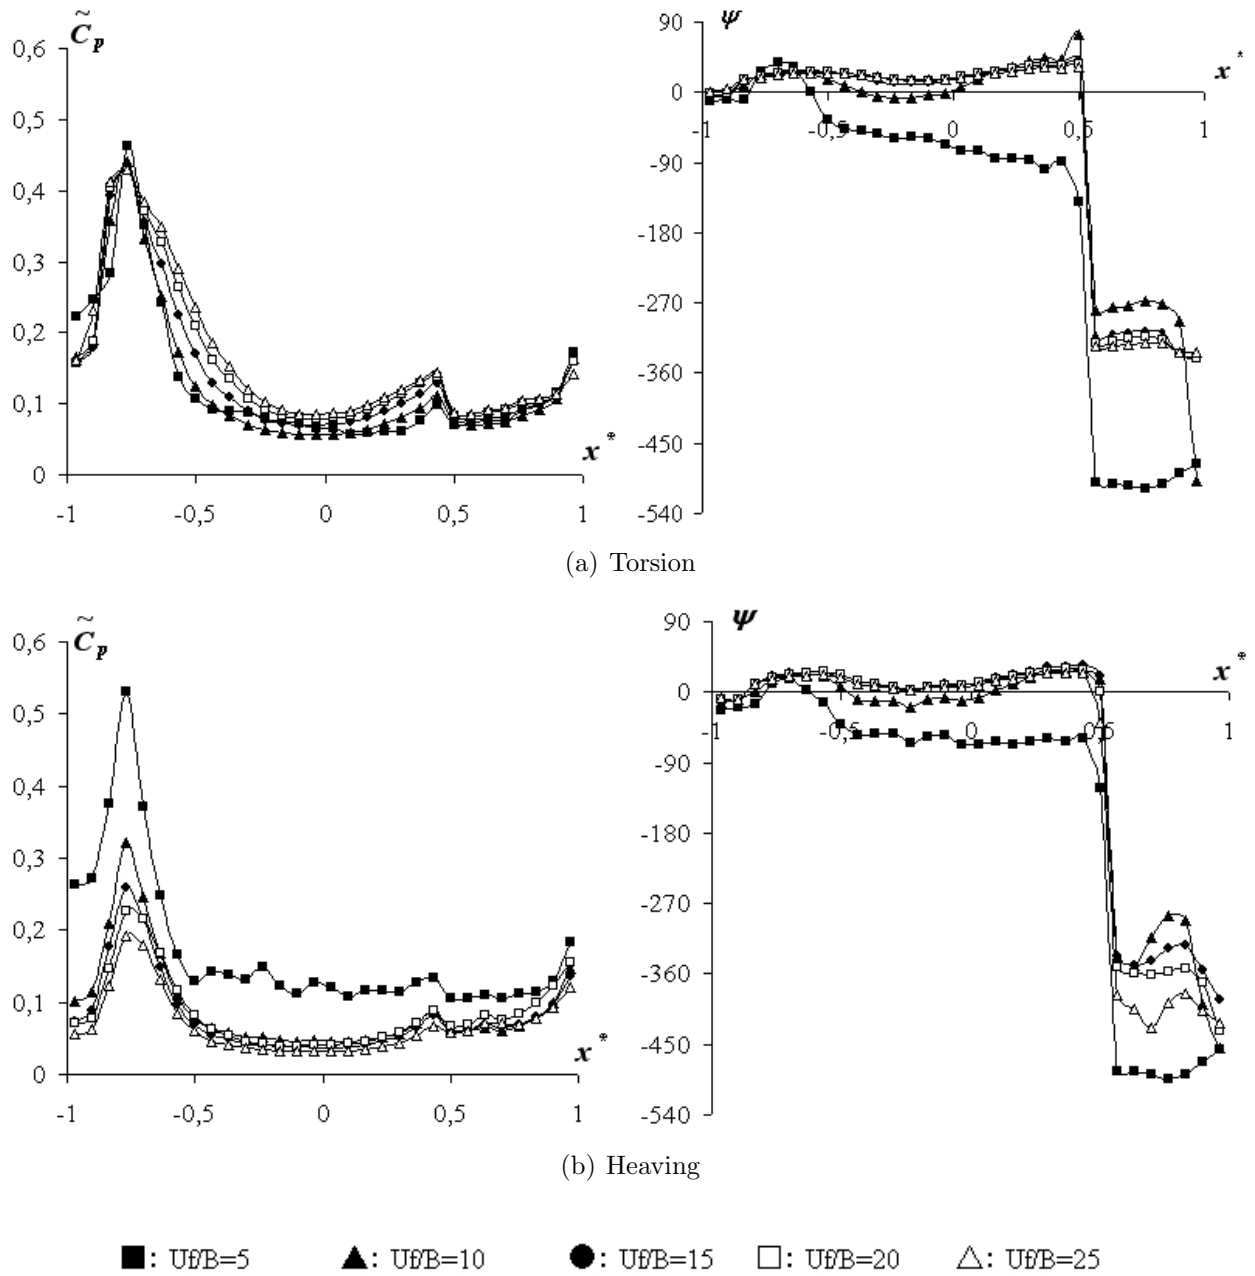 C̃p
0,6
0,5
0,4
0,3
0,2
0,1
0
-1 -0,5 0 0,5 1
x*
ψ
90
0
-90
-180
-270
-360
-450
-540
-1 -0,5 0 0,5 1
x*
(a) Torsion
C̃p
0,6
0,5
0,4
0,3
0,2
0,1
0
-1 -0,5 0 0,5 1
x*
ψ
90
0
-90
-180
-270
-360
-450
-540
-1 -0,5 0 0,5 1
x*
(b) Heaving
■: Uf/B=5 ▲: Uf/B=10 ●: Uf/B=15 □: Uf/B=20 △: Uf/B=25